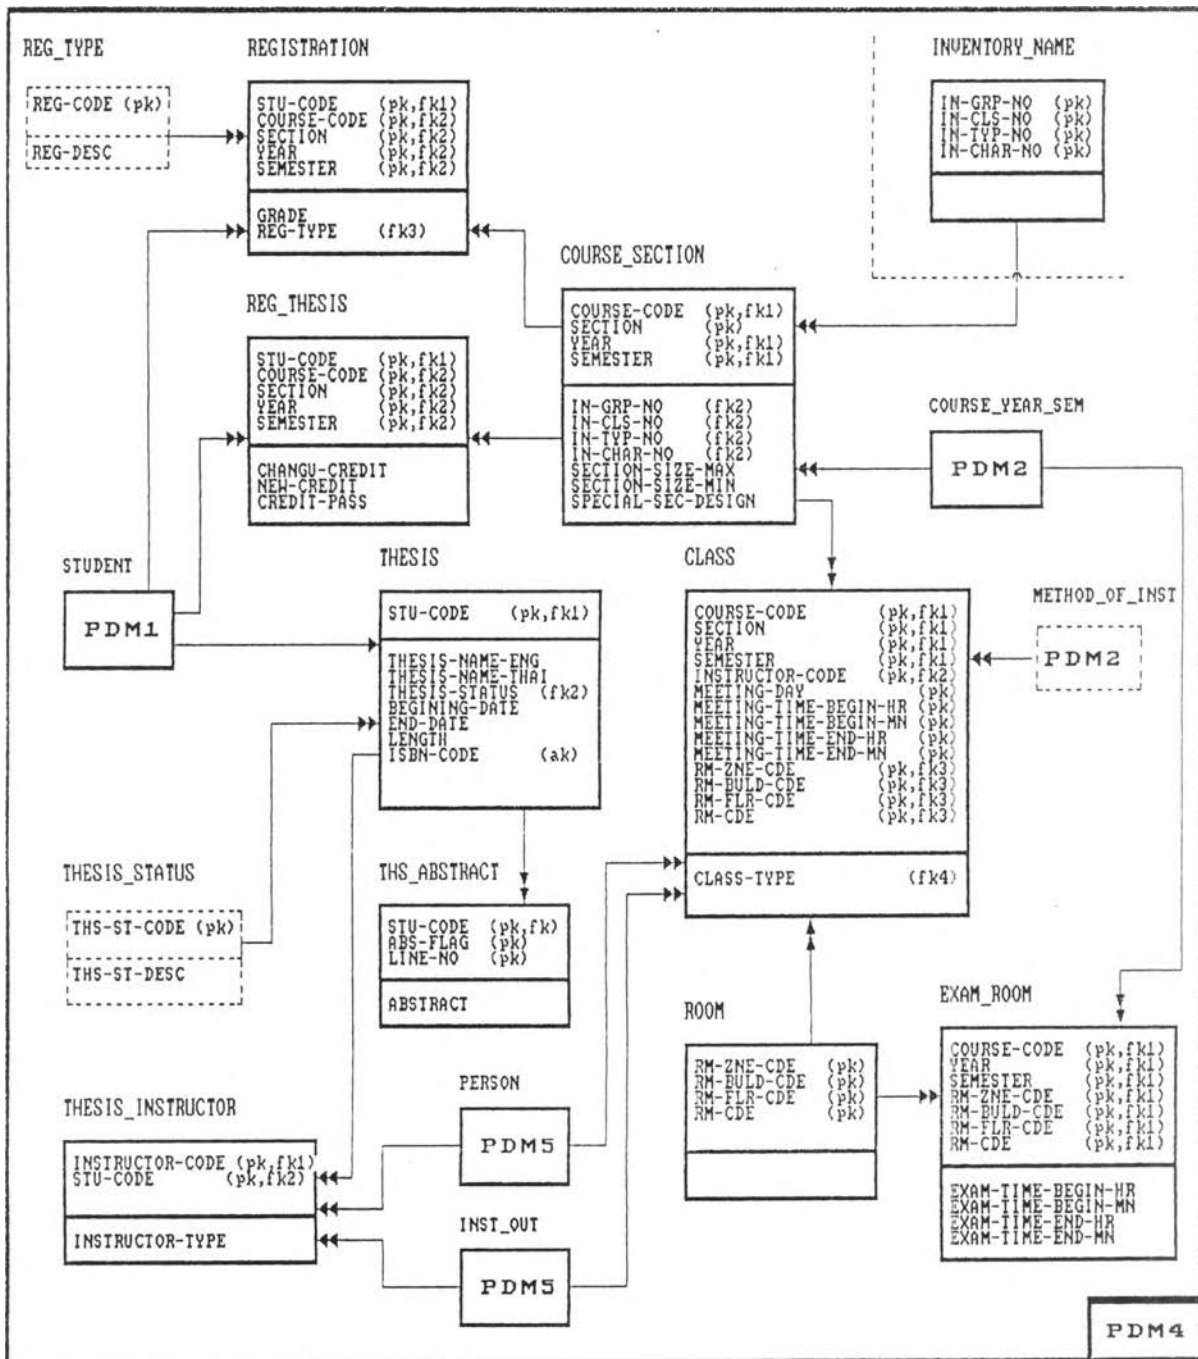 REG_TYPE
REG-CODE (pk)
REG-DESC
REGISTRATION
STU-CODE (pk,fk1)
COURSE-CODE (pk,fk2)
SECTION (pk,fk2)
YEAR (pk,fk2)
SEMESTER (pk,fk2)
GRADE
REG-TYPE (fk3)
INVENTORY_NAME
IN-GRP-NO (pk)
IN-CLS-NO (pk)
IN-TYP-NO (pk)
IN-CHAR-NO (pk)
REG_THESIS
STU-CODE (pk,fk1)
COURSE-CODE (pk,fk2)
SECTION (pk,fk2)
YEAR (pk,fk2)
SEMESTER (pk,fk2)
CHANGU-CREDIT
NEW-CREDIT
CREDIT-PASS
COURSE_SECTION
COURSE-CODE (pk,fk1)
SECTION (pk)
YEAR (pk,fk1)
SEMESTER (pk,fk1)
IN-GRP-NO (fk2)
IN-CLS-NO (fk2)
IN-TYP-NO (fk2)
IN-CHAR-NO (fk2)
SECTION-SIZE-MAX
SECTION-SIZE-MIN
SPECIAL-SEC-DESIGN
COURSE_YEAR_SEM
PDM2
STUDENT
PDM1
THESIS
STU-CODE (pk,fk1)
THESIS-NAME-ENG
THESIS-NAME-THAI
THESIS-STATUS (fk2)
BEGINING-DATE
END-DATE
LENGTH
ISBN-CODE (ak)
CLASS
COURSE-CODE (pk,fk1)
SECTION (pk,fk1)
YEAR (pk,fk1)
SEMESTER (pk,fk1)
INSTRUCTOR-CODE (pk,fk2)
MEETING-DAY (pk)
MEETING-TIME-BEGIN-HR (pk)
MEETING-TIME-BEGIN-MN (pk)
MEETING-TIME-END-HR (pk)
MEETING-TIME-END-MN (pk)
RM-ZNE-CDE (pk,fk3)
RM-BULD-CDE (pk,fk3)
RM-FLR-CDE (pk,fk3)
RM-CDE (pk,fk3)
CLASS-TYPE (fk4)
METHOD_OF_INST
PDM2
THESIS_STATUS
THS-ST-CODE (pk)
THS-ST-DESC
THS_ABSTRACT
STU-CODE (pk,fk)
ABS-FLAG (pk)
LINE-NO (pk)
ABSTRACT
ROOM
RM-ZNE-CDE (pk)
RM-BULD-CDE (pk)
RM-FLR-CDE (pk)
RM-CDE (pk)
EXAM_ROOM
COURSE-CODE (pk,fk1)
YEAR (pk,fk1)
SEMESTER (pk,fk1)
RM-ZNE-CDE (pk,fk1)
RM-BULD-CDE (pk,fk1)
RM-FLR-CDE (pk,fk1)
RM-CDE (pk,fk1)
EXAM-TIME-BEGIN-HR
EXAM-TIME-BEGIN-MN
EXAM-TIME-END-HR
EXAM-TIME-END-MN
THESIS_INSTRUCTOR
INSTRUCTOR-CODE (pk,fk1)
STU-CODE (pk,fk2)
INSTRUCTOR-TYPE
PERSON
PDM5
INST_OUT
PDM5
PDM4